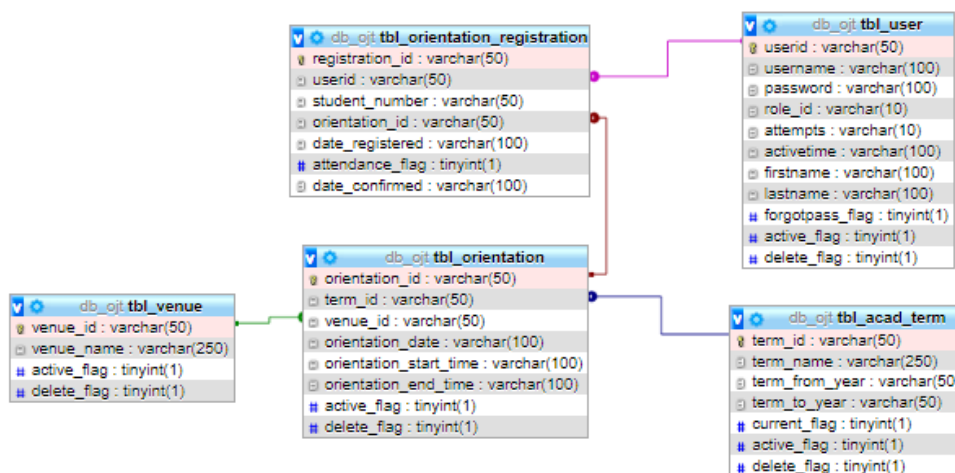 db_ojt tbl_orientation_registration
registration_id : varchar(50)
userid : varchar(50)
student_number : varchar(50)
orientation_id : varchar(50)
date_registered : varchar(100)
# attendance_flag : tinyint(1)
date_confirmed : varchar(100)
db_ojt tbl_user
userid : varchar(50)
username : varchar(100)
password : varchar(100)
role_id : varchar(10)
attempts : varchar(10)
activetime : varchar(100)
firstname : varchar(100)
lastname : varchar(100)
# forgotpass_flag : tinyint(1)
# active_flag : tinyint(1)
# delete_flag : tinyint(1)
db_ojt tbl_orientation
orientation_id : varchar(50)
term_id : varchar(50)
venue_id : varchar(50)
orientation_date : varchar(100)
orientation_start_time : varchar(100)
orientation_end_time : varchar(100)
# active_flag : tinyint(1)
# delete_flag : tinyint(1)
db_ojt tbl_venue
venue_id : varchar(50)
venue_name : varchar(250)
# active_flag : tinyint(1)
# delete_flag : tinyint(1)
db_ojt tbl_acad_term
term_id : varchar(50)
term_name : varchar(250)
term_from_year : varchar(50
term_to_year : varchar(50)
# current_flag : tinyint(1)
# active_flag : tinyint(1)
# delete_flag : tinyint(1)